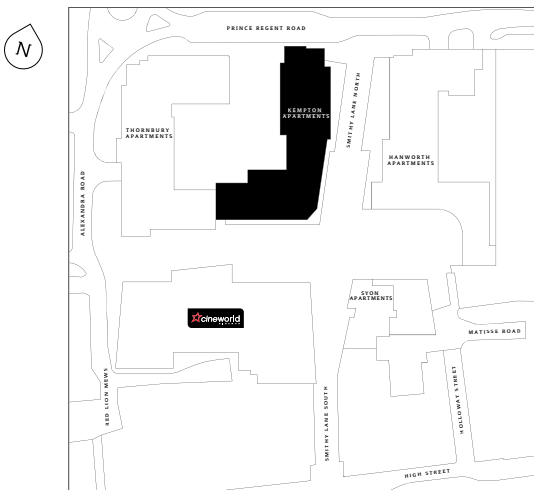 N
PRINCE REGENT ROAD
KEMPTON
APARTMENTS
SMITHY LANE NORTH
THORNBURY
APARTMENTS
HANWORTH
APARTMENTS
ALEXANDRA ROAD
SYON
APARTMENTS
cineworld
MATISSE ROAD
RED LION MEWS
SMITHY LANE SOUTH
HOLLOWAY STREET
HIGH STREET